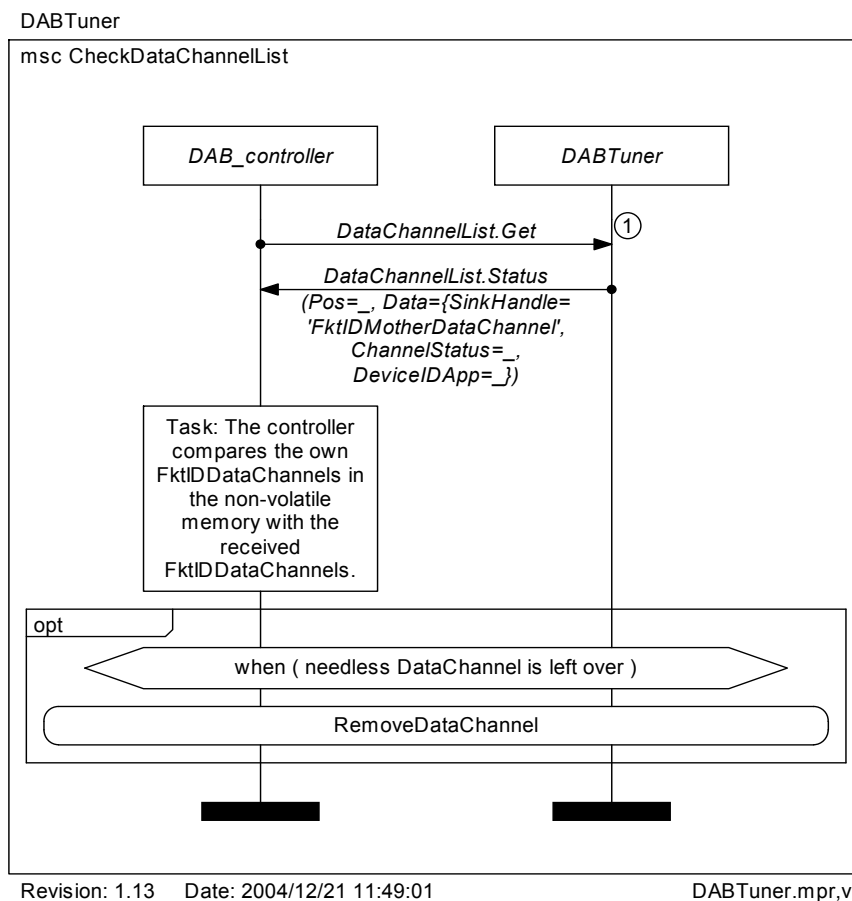 DABTuner
msc CheckDataChannelList
DAB_controller
DABTuner
DataChannelList.Get
1
DataChannelList.Status
(Pos=_, Data={SinkHandle=
'FktIDMotherDataChannel',
ChannelStatus=_,
DeviceIDApp=_})
Task: The controller
compares the own
FktIDDataChannels in
the non-volatile
memory with the
received
FktIDDataChannels.
opt
when ( needless DataChannel is left over )
RemoveDataChannel
Revision: 1.13 Date: 2004/12/21 11:49:01 DABTuner.mpr,v